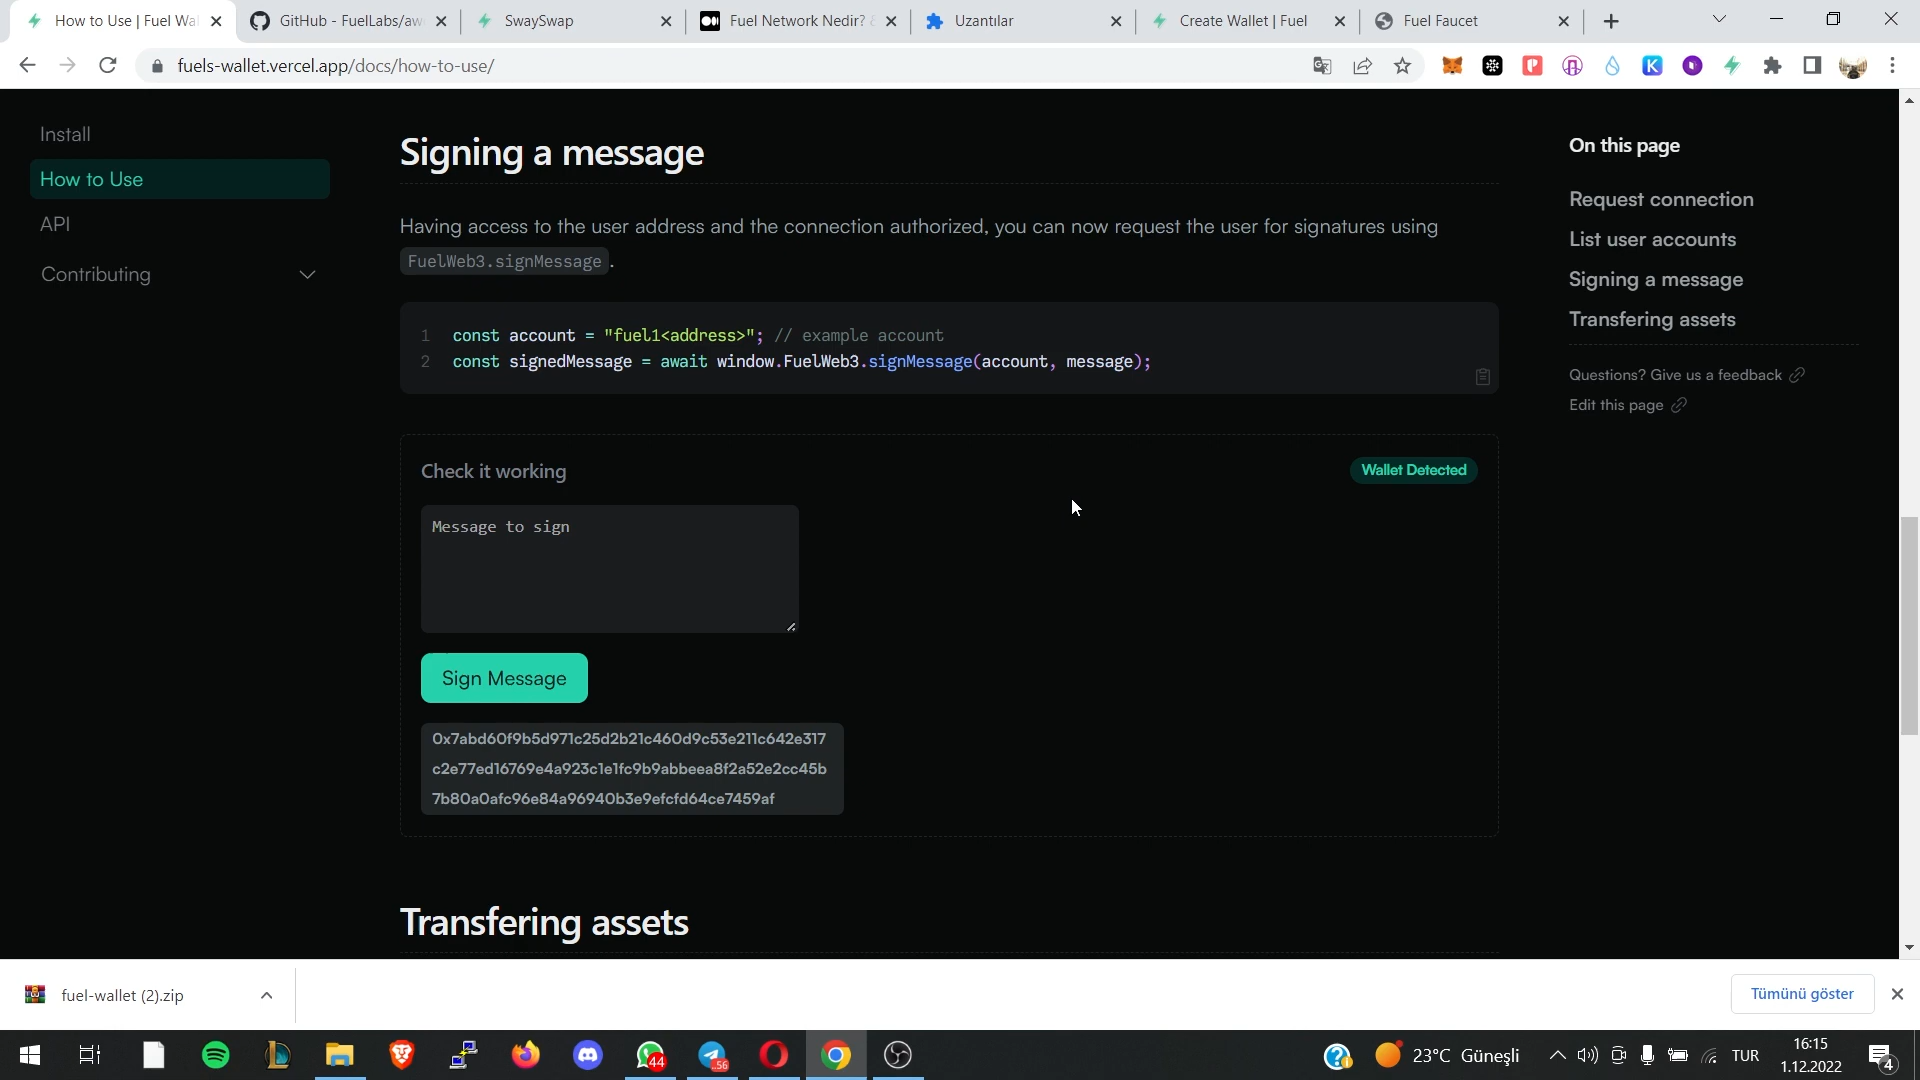 How to Use | Fuel Wal
GitHub - FuelLabs/aw
SwaySwap
Fuel Network Nedir?
Uzantılar
Create Wallet | Fuel
Fuel Faucet
fuels-wallet.vercel.app/docs/how-to-use/
Install
How to Use
API
Contributing
Signing a message
Having access to the user address and the connection authorized, you can now request the user for signatures using
FuelWeb3.signMessage .
1 const account = "fuel1<address>"; // example account
2 const signedMessage = await window.FuelWeb3.signMessage(account, message);
Check it working
Wallet Detected
Message to sign
Sign Message
0x7abd60f9b5d971c25d2b21c460d9c53e211c642e317
c2e77ed16769e4a923c1e1fc9b9abbeea8f2a52e2cc45b
7b80a0afc96e84a96940b3e9efcfd64ce7459af
Transfering assets
On this page
Request connection
List user accounts
Signing a message
Transfering assets
Questions? Give us a feedback
Edit this page
fuel-wallet (2).zip
Tümünü göster
44
56
23°C Güneşli
TUR
16:15
1.12.2022
4